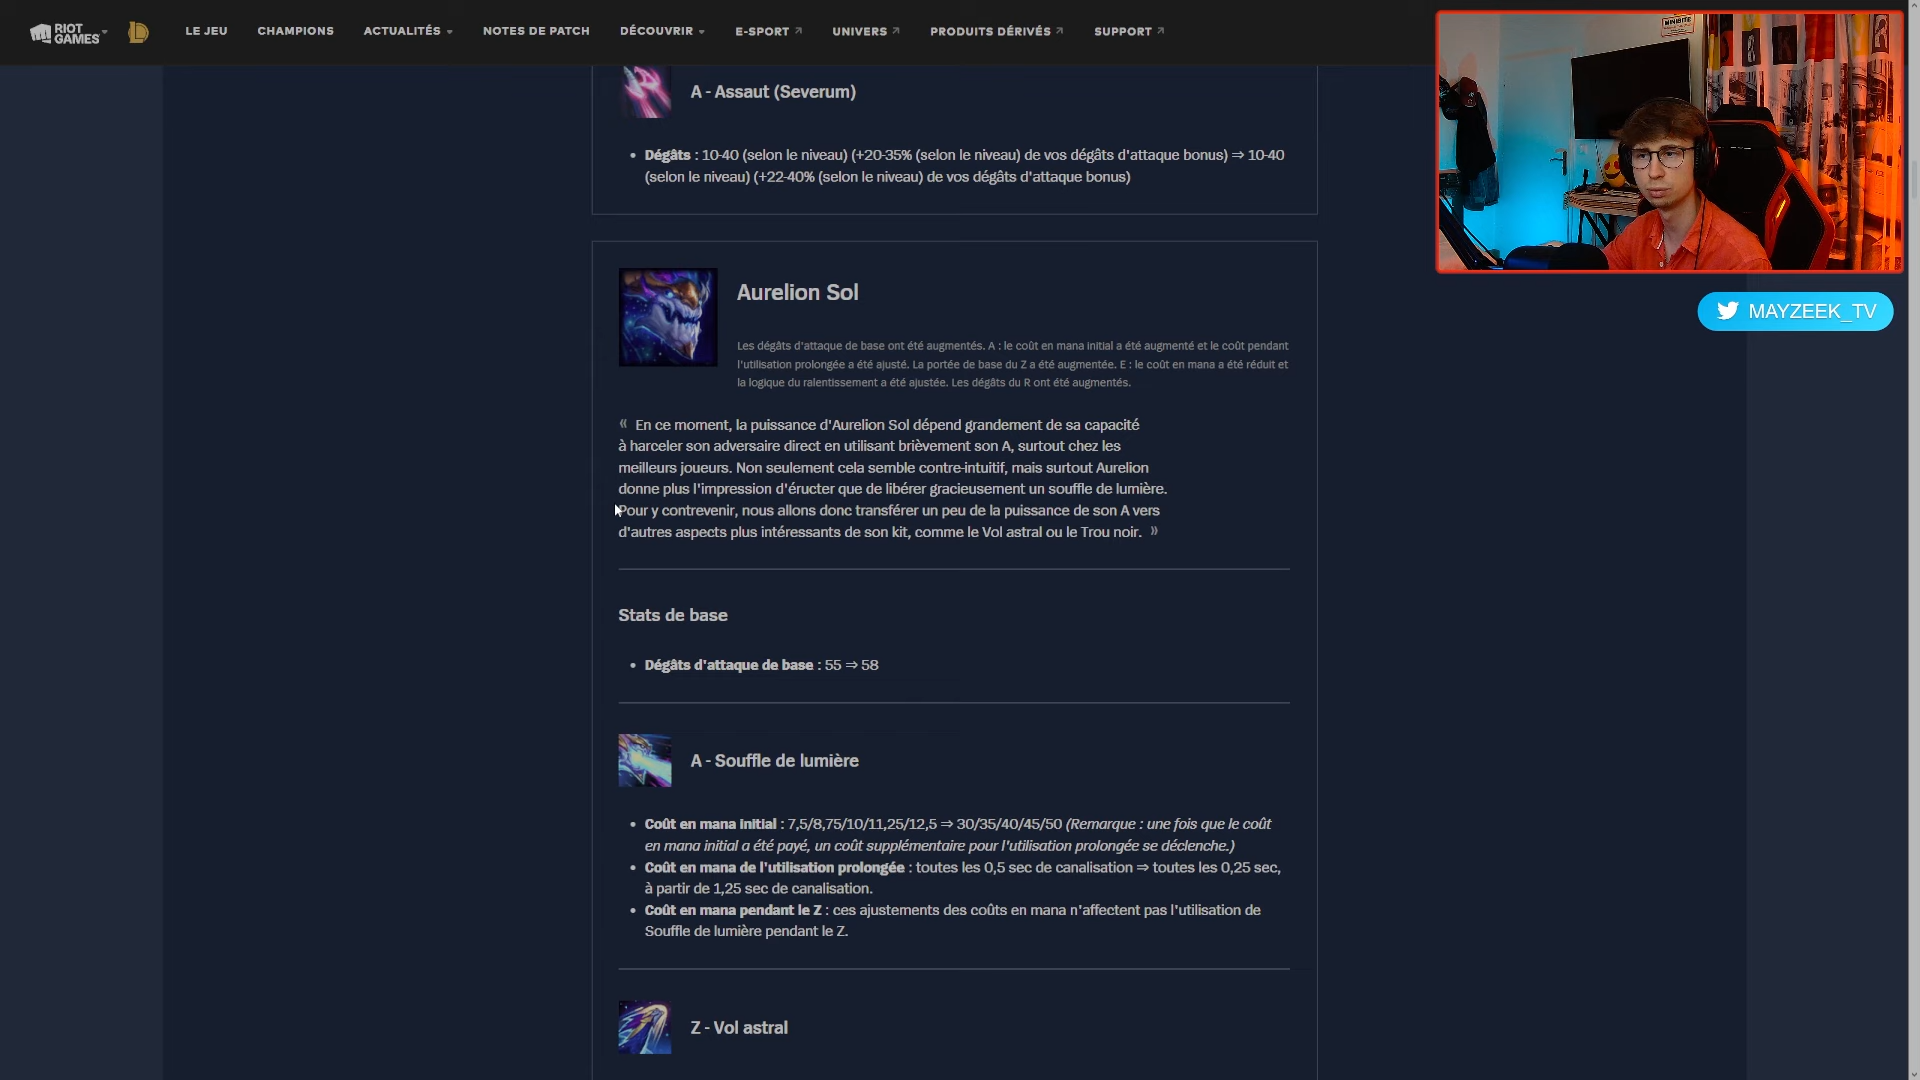 RIOT GAMES
LE JEU
CHAMPIONS
ACTUALITÉS
NOTES DE PATCH
DÉCOUVRIR
E-SPORT
UNIVERS
PRODUITS DÉRIVÉS
SUPPORT
MAYZEEK_TV
A - Assaut (Severum)
• Dégâts : 10-40 (selon le niveau) (+20-35% (selon le niveau) de vos dégâts d'attaque bonus) ⇒ 10-40
(selon le niveau) (+22-40% (selon le niveau) de vos dégâts d'attaque bonus)
Aurelion Sol
Les dégâts d'attaque de base ont été augmentés. A : le coût en mana initial a été augmenté et le coût pendant
l'utilisation prolongée a été ajusté. La portée de base du Z a été augmentée. E : le coût en mana a été réduit et
la logique du ralentissement a été ajustée. Les dégâts du R ont été augmentés.
« En ce moment, la puissance d'Aurelion Sol dépend grandement de sa capacité
à harceler son adversaire direct en utilisant brièvement son A, surtout chez les
meilleurs joueurs. Non seulement cela semble contre-intuitif, mais surtout Aurelion
donne plus l'impression d'éructer que de libérer gracieusement un souffle de lumière.
Pour y contrevenir, nous allons donc transférer un peu de la puissance de son A vers
d'autres aspects plus intéressants de son kit, comme le Vol astral ou le Trou noir. »
Stats de base
• Dégâts d'attaque de base : 55 ⇒ 58
A - Souffle de lumière
• Coût en mana initial : 7,5/8,75/10/11,25/12,5 ⇒ 30/35/40/45/50 (Remarque : une fois que le coût
en mana initial a été payé, un coût supplémentaire pour l'utilisation prolongée se déclenche.)
• Coût en mana de l'utilisation prolongée : toutes les 0,5 sec de canalisation ⇒ toutes les 0,25 sec,
à partir de 1,25 sec de canalisation.
• Coût en mana pendant le Z : ces ajustements des coûts en mana n'affectent pas l'utilisation de
Souffle de lumière pendant le Z.
Z - Vol astral